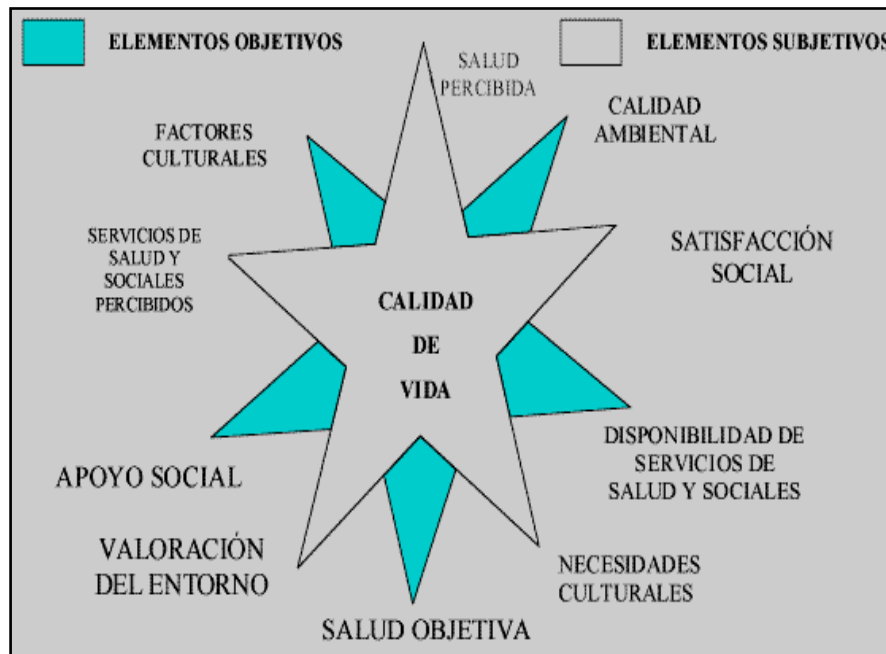 ELEMENTOS OBJETIVOS
ELEMENTOS SUBJETIVOS
SALUD
PERCIBIDA
CALIDAD
AMBIENTAL
FACTORES
CULTURALES
SERVICIOS DE
SALUD Y
SOCIALES
PERCIBIDOS
SATISFACCIÓN
SOCIAL
CALIDAD
DE
VIDA
APOYO SOCIAL
DISPONIBILIDAD DE
SERVICIOS DE
SALUD Y SOCIALES
VALORACIÓN
DEL ENTORNO
NECESIDADES
CULTURALES
SALUD OBJETIVA